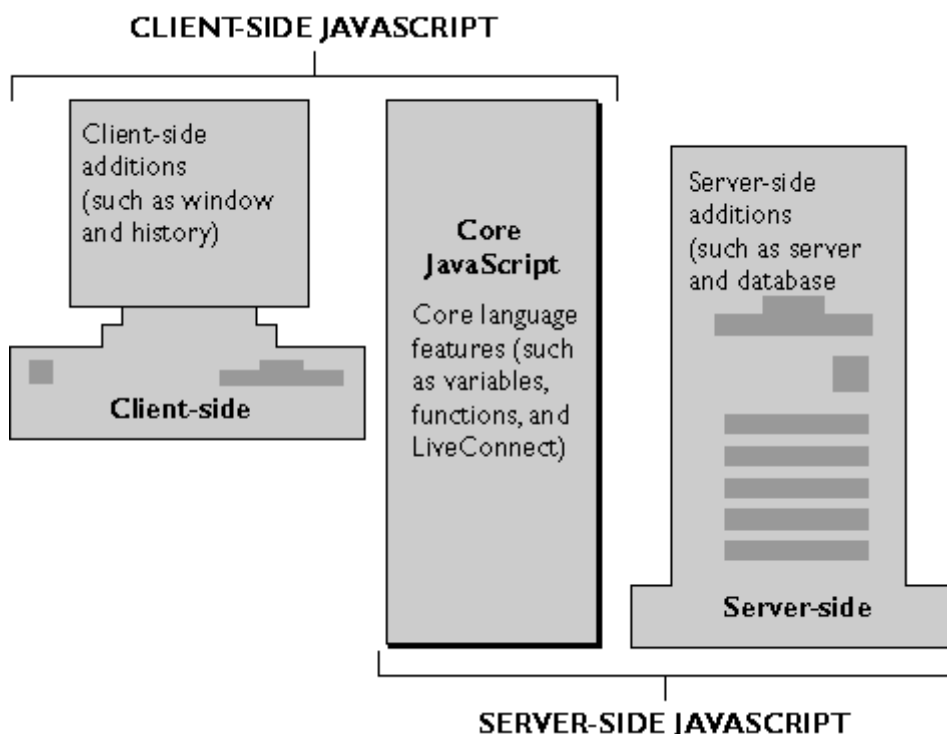 CLIENT-SIDE JAVASCRIPT
Client-side
additions
(such as window
and history)
Client-side
Core
JavaScript
Core language
features (such
as variables,
functions, and
LiveConnect)
Server-side
additions
(such as server
and database
Server-side
SERVER-SIDE JAVASCRIPT